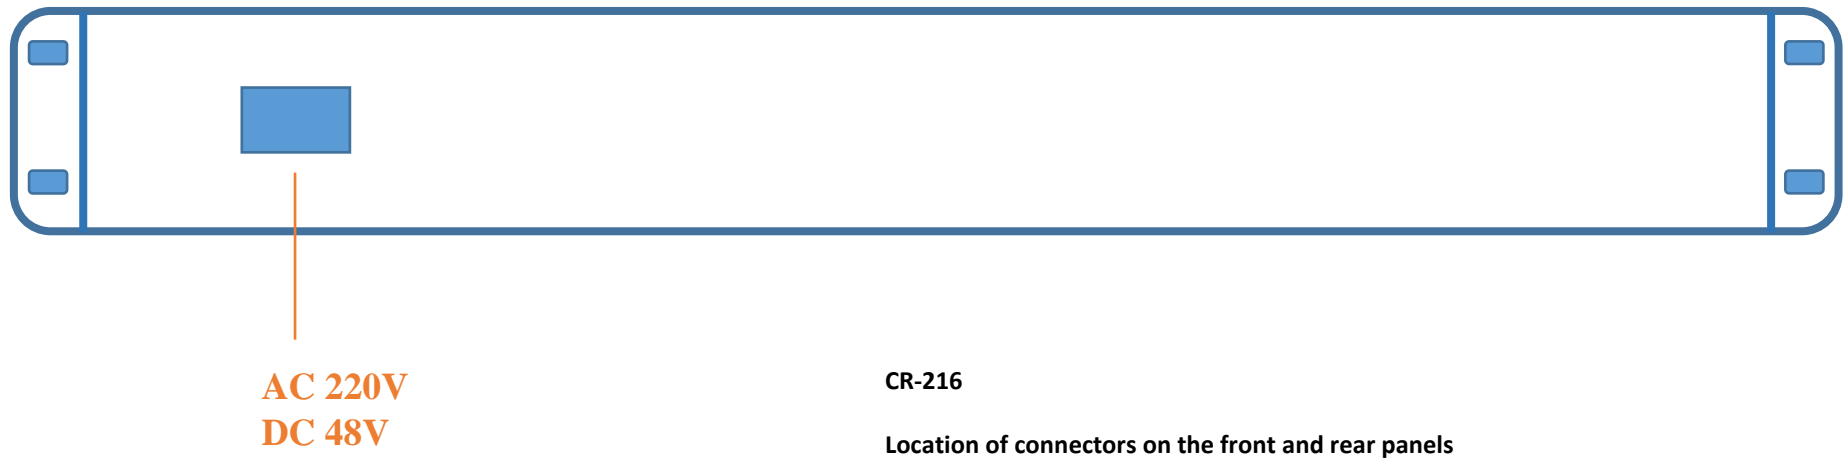 AC 220V
DC 48V
CR-216
Location of connectors on the front and rear panels